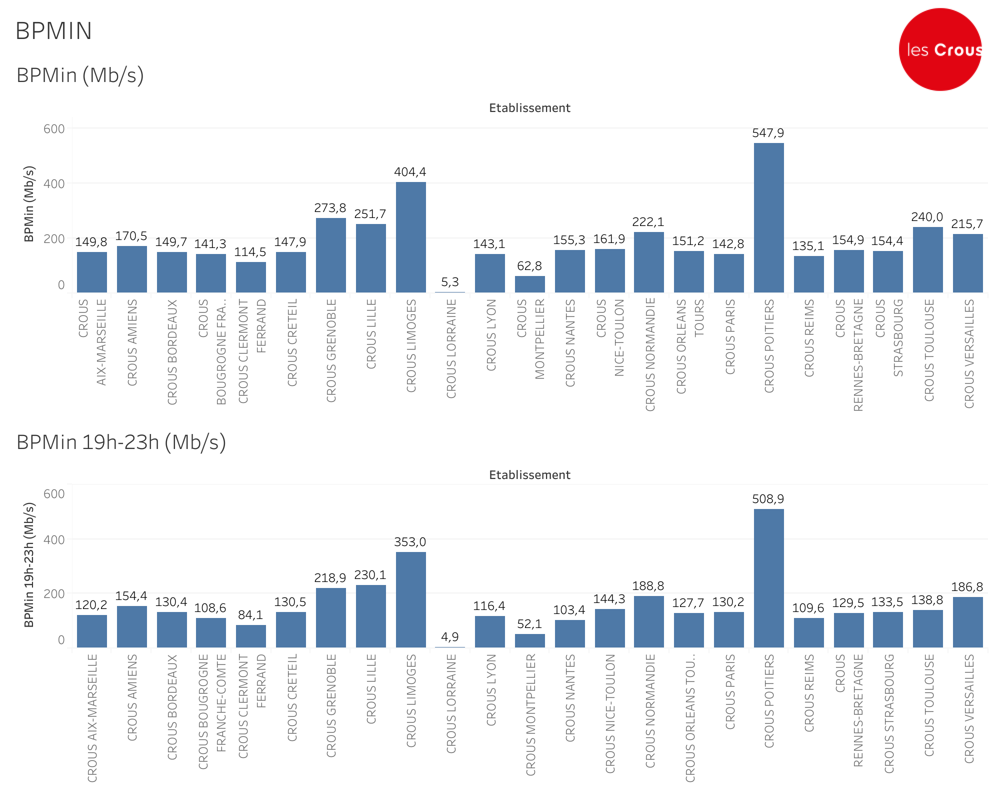 BPMIN
les Crous
BPMin (Mb/s)
Etablissement
BPMin (Mb/s)
600
400
200
0
149,8
170,5
149,7
141,3
114,5
147,9
273,8
251,7
404,4
5,3
143,1
62,8
155,3
161,9
222,1
151,2
142,8
547,9
135,1
154,9
154,4
240,0
215,7
CROUS
AIX-MARSEILLE
CROUS AMIENS
CROUS BORDEAUX
CROUS
BOUGROGNE FRA..
CROUS CLERMONT
FERRAND
CROUS CRETEIL
CROUS GRENOBLE
CROUS LILLE
CROUS LIMOGES
CROUS LORRAINE
CROUS LYON
CROUS
MONTPELLIER
CROUS NANTES
CROUS
NICE-TOULON
CROUS NORMANDIE
CROUS ORLEANS
TOURS
CROUS PARIS
CROUS POITIERS
CROUS REIMS
CROUS
RENNES-BRETAGNE
CROUS
STRASBOURG
CROUS TOULOUSE
CROUS VERSAILLES
BPMin 19h-23h (Mb/s)
Etablissement
BPMin 19h-23h (Mb/s)
600
400
200
0
120,2
154,4
130,4
108,6
84,1
130,5
218,9
230,1
353,0
4,9
116,4
52,1
103,4
144,3
188,8
127,7
130,2
508,9
109,6
129,5
133,5
138,8
186,8
CROUS AIX-MARSEILLE
CROUS AMIENS
CROUS BORDEAUX
CROUS BOUGROGNE
FRANCHE-COMTE
CROUS CLERMONT
FERRAND
CROUS CRETEIL
CROUS GRENOBLE
CROUS LILLE
CROUS LIMOGES
CROUS LORRAINE
CROUS LYON
CROUS MONTPELLIER
CROUS NANTES
CROUS NICE-TOULON
CROUS NORMANDIE
CROUS ORLEANS TOU..
CROUS PARIS
CROUS POITIERS
CROUS REIMS
CROUS
RENNES-BRETAGNE
CROUS STRASBOURG
CROUS TOULOUSE
CROUS VERSAILLES